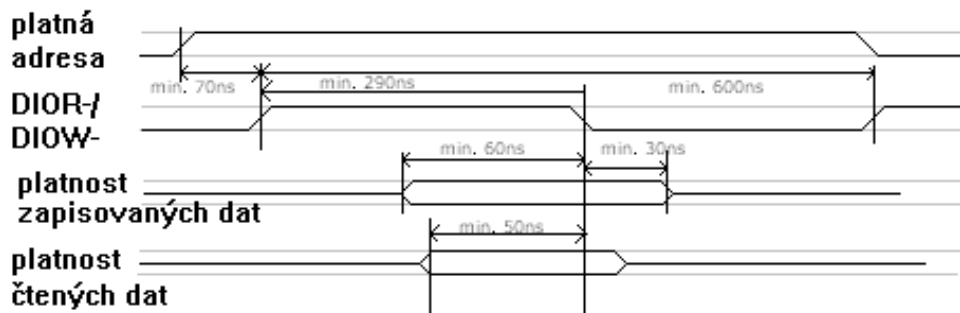 platná
adresa
min. 70ns
min. 290ns
min. 600ns
DIOR-/
DIOW-
min. 60ns
min. 30ns
platnost
zapisovaných dat
min. 50ns
platnost
čtených dat